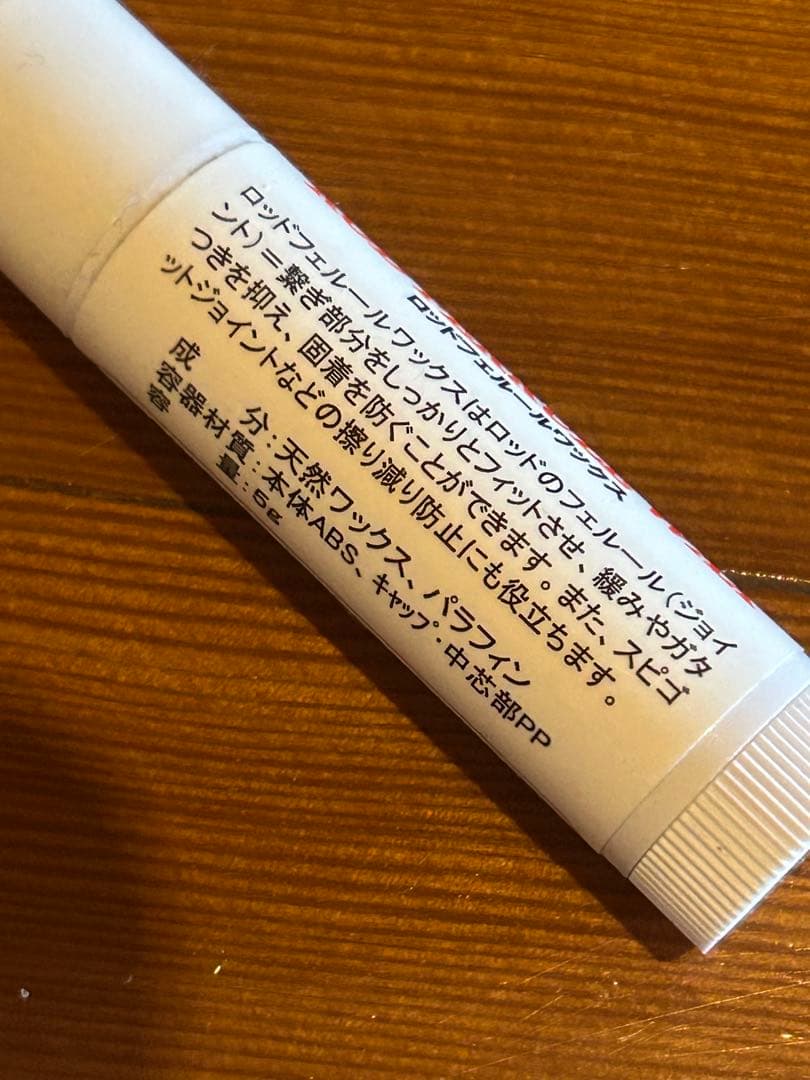 ロッドフェルールワックス
ロッドフェルールワックスはロッドのフェルール(ジョイ
ント)=繋ぎ部分をしっかりとフィットさせ、緩みやガタ
つきを抑え、固着を防ぐことができます。また、スピゴ
ットジョイントなどの擦り減り防止にも役立ちます。
成　　分:天然ワックス、パラフィン
容器材質:本体ABS、キャップ・中芯部PP
容　　量:5g